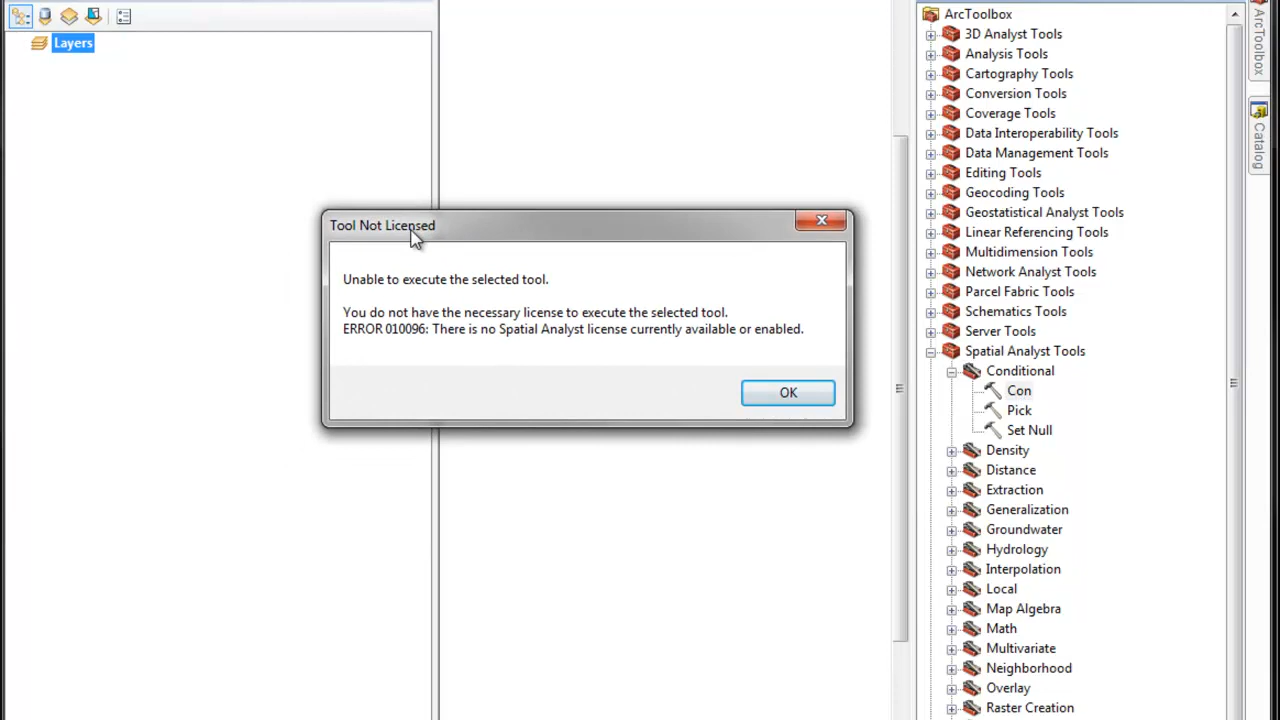 Layers
Tool Not Licensed
Unable to execute the selected tool.
You do not have the necessary license to execute the selected tool.
ERROR 010096: There is no Spatial Analyst license currently available or enabled.
OK
ArcToolbox
3D Analyst Tools
Analysis Tools
Cartography Tools
Conversion Tools
Coverage Tools
Data Interoperability Tools
Data Management Tools
Editing Tools
Geocoding Tools
Geostatistical Analyst Tools
Linear Referencing Tools
Multidimension Tools
Network Analyst Tools
Parcel Fabric Tools
Schematics Tools
Server Tools
Spatial Analyst Tools
Conditional
Con
Pick
Set Null
Density
Distance
Extraction
Generalization
Groundwater
Hydrology
Interpolation
Local
Map Algebra
Math
Multivariate
Neighborhood
Overlay
Raster Creation
ArcToolbox
Catalog